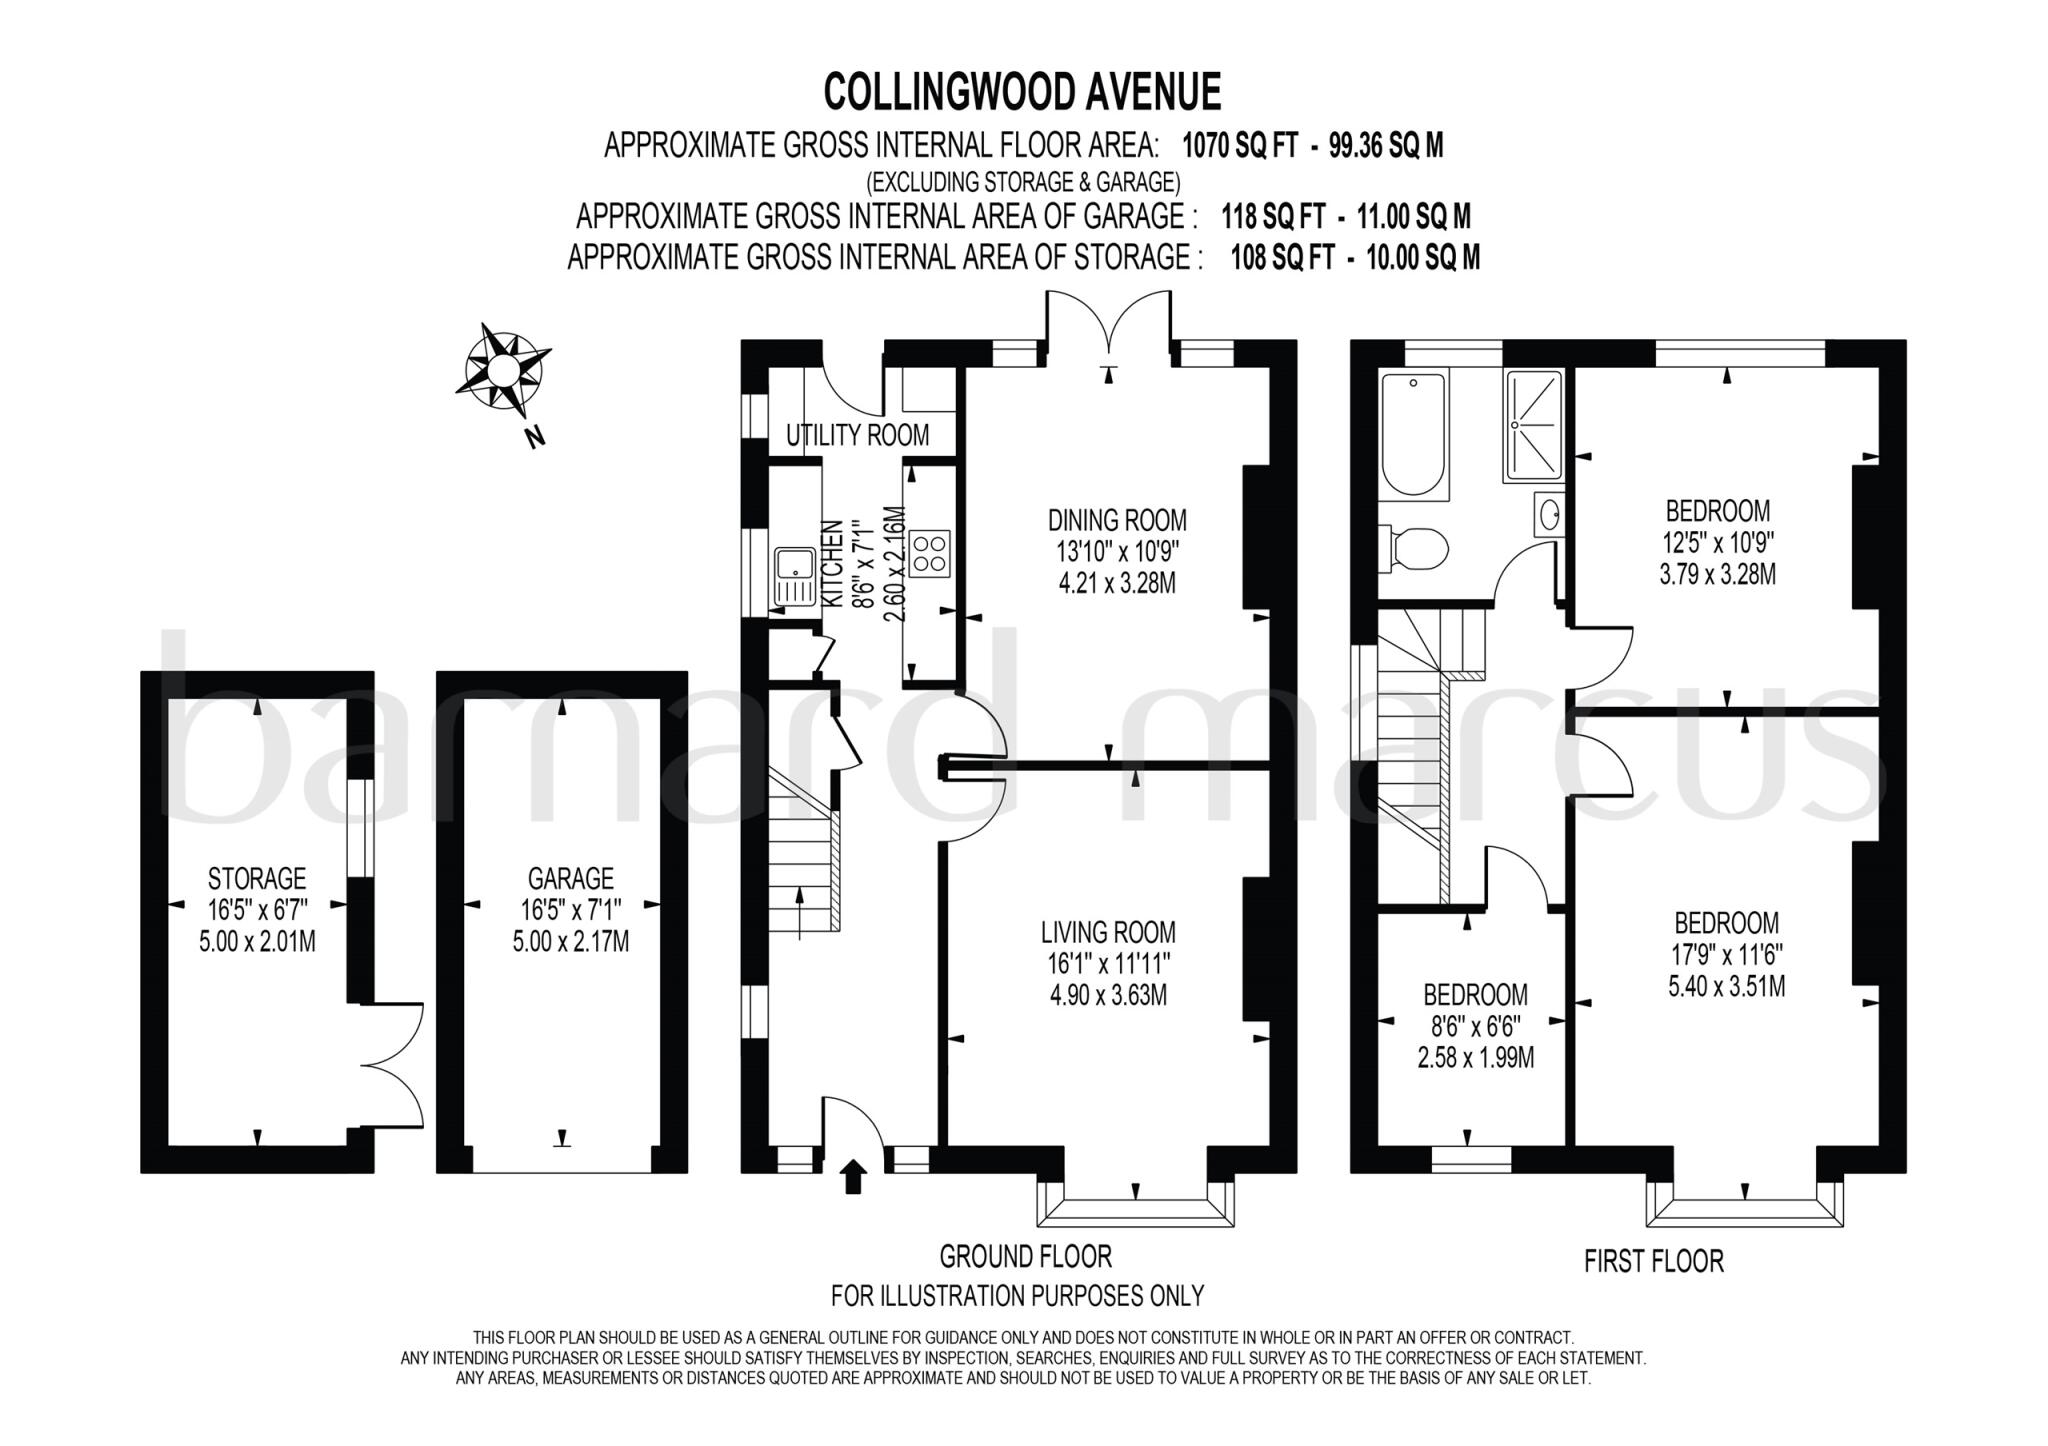 COLLINGWOOD AVENUE
APPROXIMATE GROSS INTERNAL FLOOR AREA: 1070 SQ FT - 99.36 SQ M
(EXCLUDING STORAGE & GARAGE)
APPROXIMATE GROSS INTERNAL AREA OF GARAGE : 118 SQ FT - 11.00 SQ M
APPROXIMATE GROSS INTERNAL AREA OF STORAGE : 108 SQ FT - 10.00 SQ M
N
UTILITY ROOM
KITCHEN
8'6" x 7'1"
2.60 x 2.16M
DINING ROOM
13'10" x 10'9"
4.21 x 3.28M
BEDROOM
12'5" x 10'9"
3.79 x 3.28M
barnard marcus
STORAGE
16'5" x 6'7"
5.00 x 2.01M
GARAGE
16'5" x 7'1"
5.00 x 2.17M
LIVING ROOM
16'1" x 11'11"
4.90 x 3.63M
BEDROOM
8'6" x 6'6"
2.58 x 1.99M
BEDROOM
17'9" x 11'6"
5.40 x 3.51M
GROUND FLOOR
FIRST FLOOR
FOR ILLUSTRATION PURPOSES ONLY
THIS FLOOR PLAN SHOULD BE USED AS A GENERAL OUTLINE FOR GUIDANCE ONLY AND DOES NOT CONSTITUTE IN WHOLE OR IN PART AN OFFER OR CONTRACT.
ANY INTENDING PURCHASER OR LESSEE SHOULD SATISFY THEMSELVES BY INSPECTION, SEARCHES, ENQUIRIES AND FULL SURVEY AS TO THE CORRECTNESS OF EACH STATEMENT.
ANY AREAS, MEASUREMENTS OR DISTANCES QUOTED ARE APPROXIMATE AND SHOULD NOT BE USED TO VALUE A PROPERTY OR BE THE BASIS OF ANY SALE OR LET.